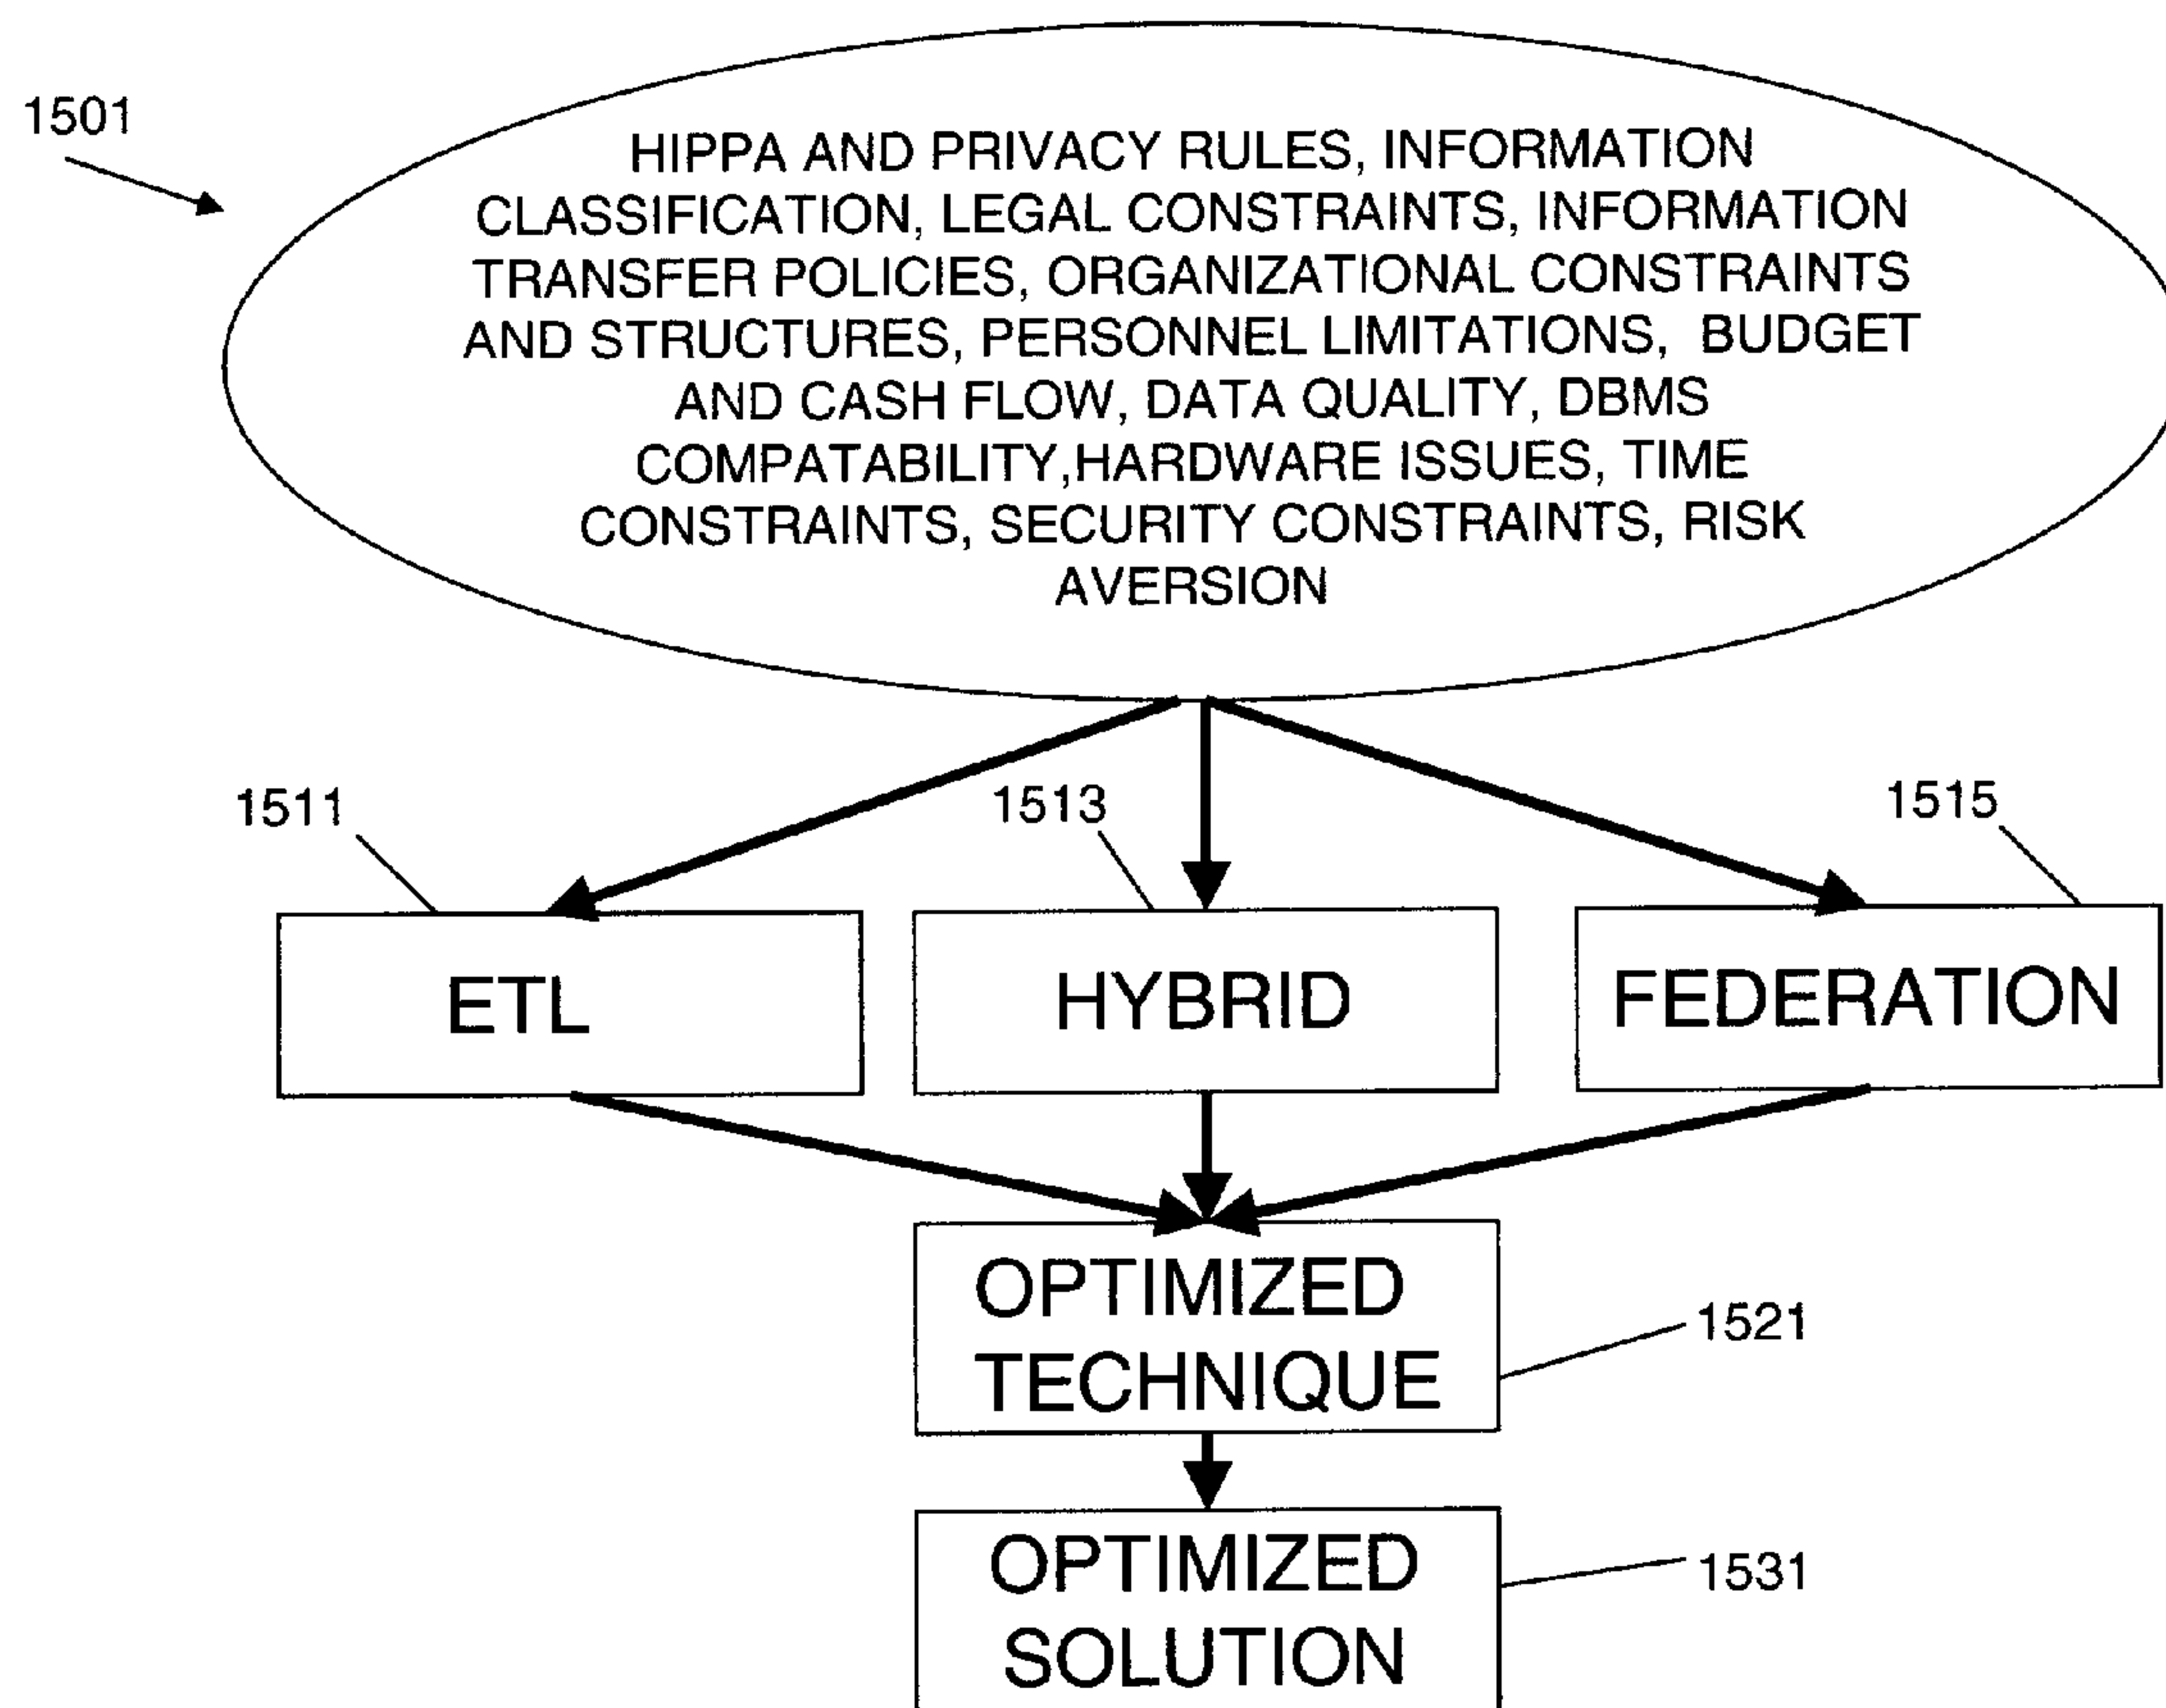 1501
HIPPA AND PRIVACY RULES, INFORMATION
CLASSIFICATION, LEGAL CONSTRAINTS, INFORMATION
TRANSFER POLICIES, ORGANIZATIONAL CONSTRAINTS
AND STRUCTURES, PERSONNEL LIMITATIONS, BUDGET
AND CASH FLOW, DATA QUALITY, DBMS
COMPATABILITY,HARDWARE ISSUES, TIME
CONSTRAINTS, SECURITY CONSTRAINTS, RISK
AVERSION
1511
1513
1515
ETL
HYBRID
FEDERATION
OPTIMIZED
TECHNIQUE
1521
OPTIMIZED
SOLUTION
1531